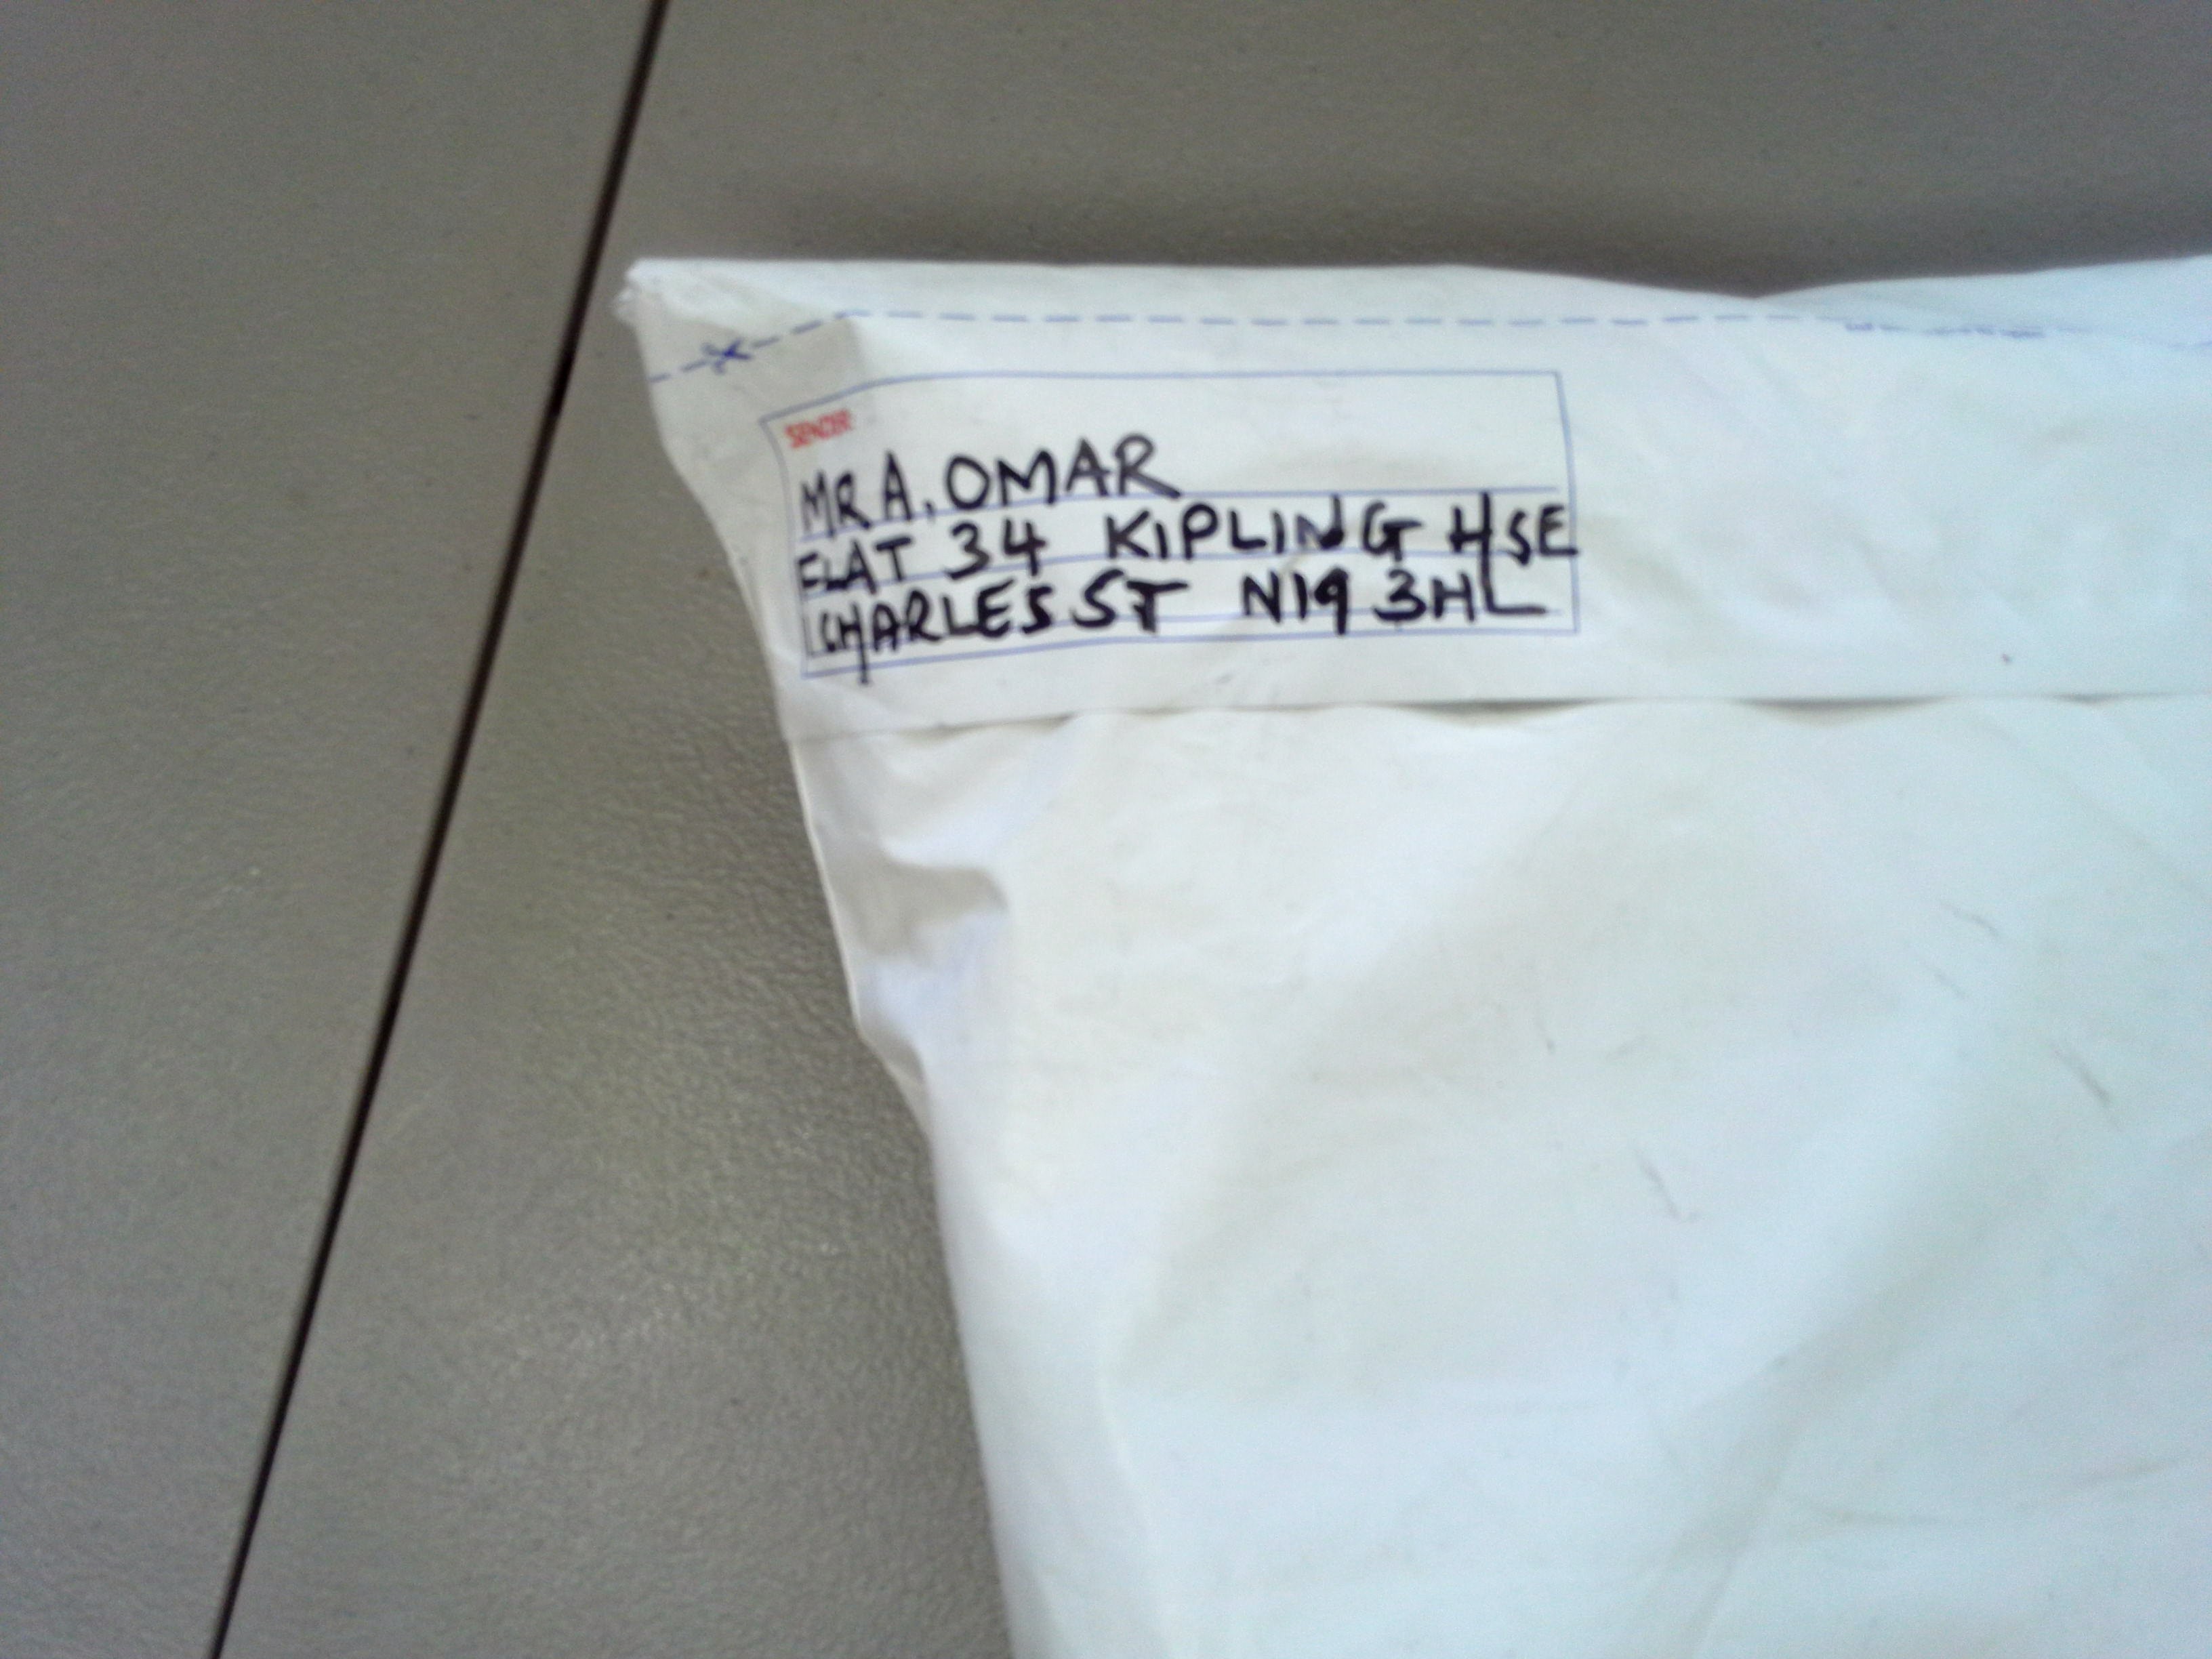 SENDER
MR A. OMAR
FLAT 34 KIPLING HSE
CHARLES ST N19 3HL